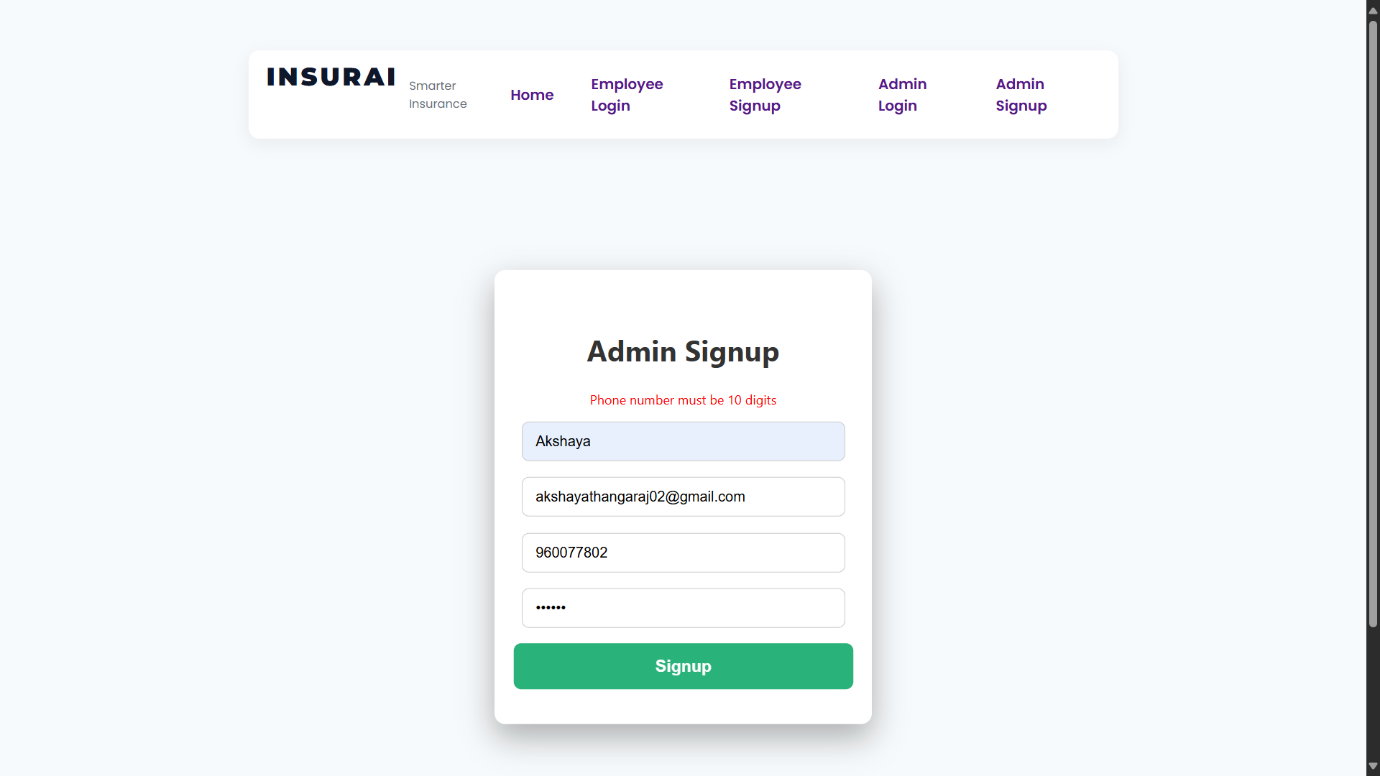 INSURAI
Smarter
Insurance
Home
Employee
Login
Employee
Signup
Admin
Login
Admin
Signup
Admin Signup
Phone number must be 10 digits
Akshaya
akshayathangaraj02@gmail.com
960077802
••••••
Signup